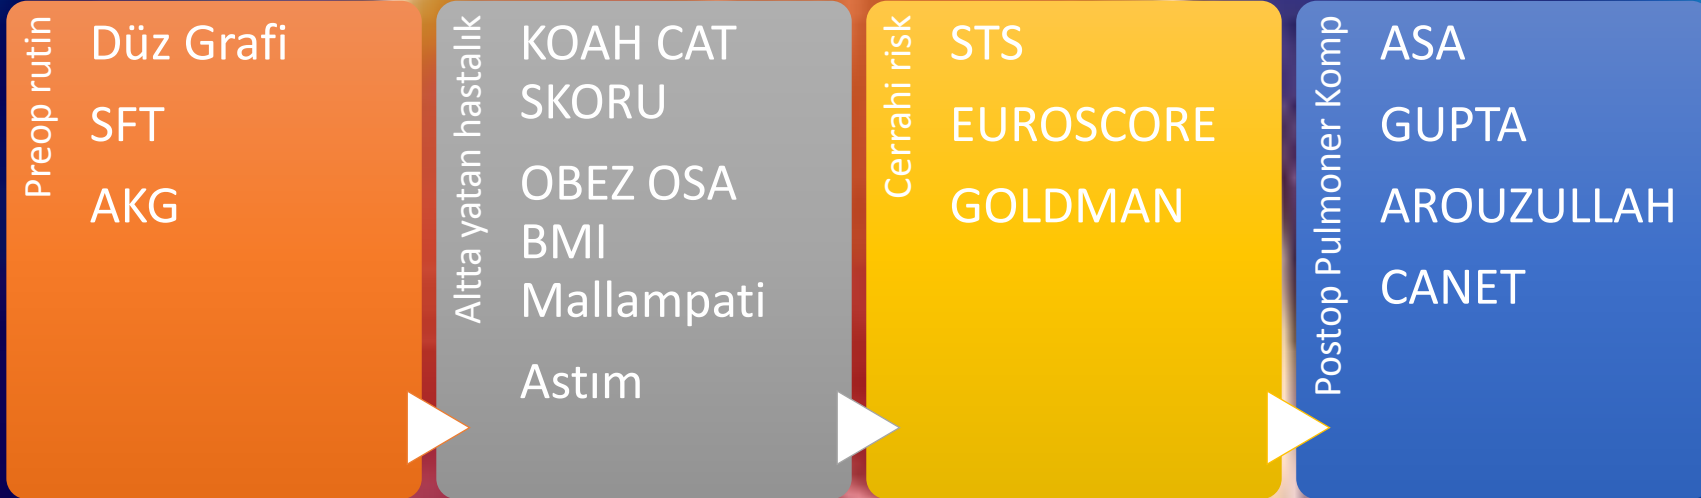 Preop rutin
Düz Grafi
SFT
AKG
Altta yatan hastalık
KOAH CAT
SKORU
OBEZ OSA
BMI
Mallampati
Astım
Cerrahi risk
STS
EUROSCORE
GOLDMAN
Postop Pulmoner Komp
ASA
GUPTA
AROUZULLAH
CANET